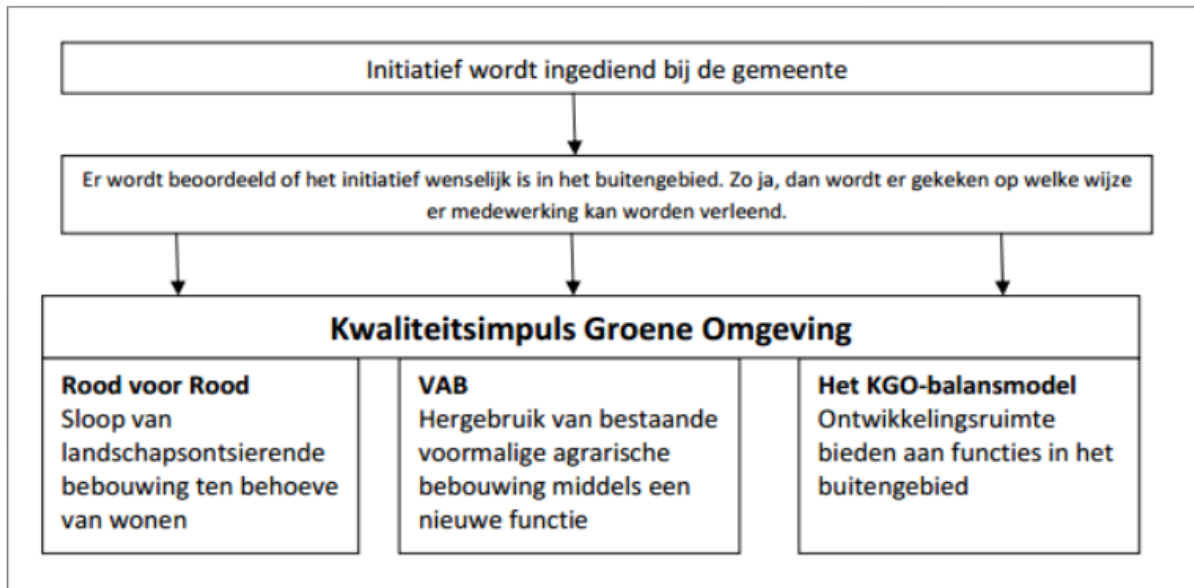 Initiatief wordt ingediend bij de gemeente
Er wordt beoordeeld of het initiatief wenselijk is in het buitengebied. Zo ja, dan wordt er gekeken op welke wijze
er medewerking kan worden verleend.
Kwaliteitsimpuls Groene Omgeving
Rood voor Rood
Sloop van
landschapsontsierende
bebouwing ten behoeve
van wonen
VAB
Hergebruik van bestaande
voormalige agrarische
bebouwing middels een
nieuwe functie
Het KGO-balansmodel
Ontwikkelingsruimte
bieden aan functies in het
buitengebied